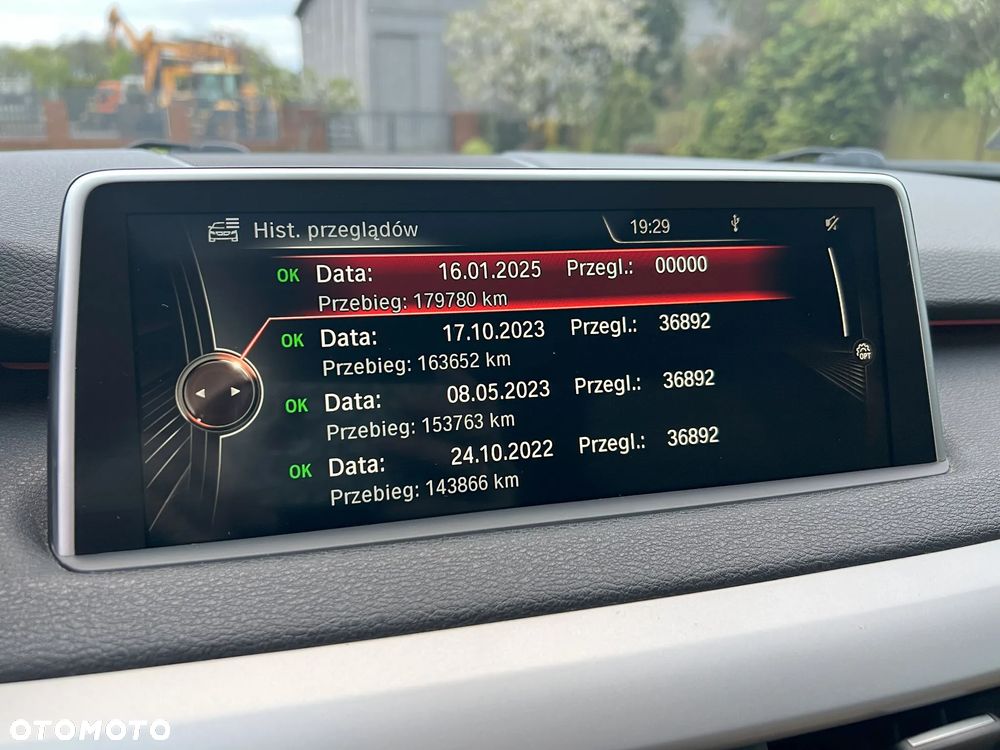 Hist. przeglądów 19:29
OK Data: 16.01.2025 Przegl.: 00000
Przebieg: 179780 km
OK Data: 17.10.2023 Przegl.: 36892
Przebieg: 163652 km
OK Data: 08.05.2023 Przegl.: 36892
Przebieg: 153763 km
OK Data: 24.10.2022 Przegl.: 36892
Przebieg: 143866 km
OPT
OTOMOTO